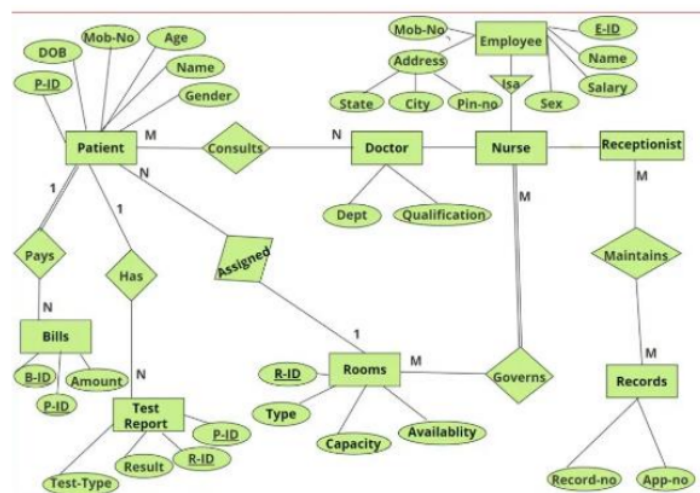 Mob-No
Age
DOB
Name
P-ID
Gender
Mob-No
Employee
E-ID
Address
Name
Isa
Salary
State
City
Pin-no
Sex
Patient
M
Consults
N
Doctor
Nurse
Receptionist
N
M
M
1
1
Dept
Qualification
Pays
Has
Assigned
Maintains
N
Bills
1
M
M
B-ID
Amount
P-ID
N
R-ID
Rooms
Governs
Records
Test
Report
P-ID
Type
Capacity
Availablity
Result
R-ID
Test-Type
Record-no
App-no